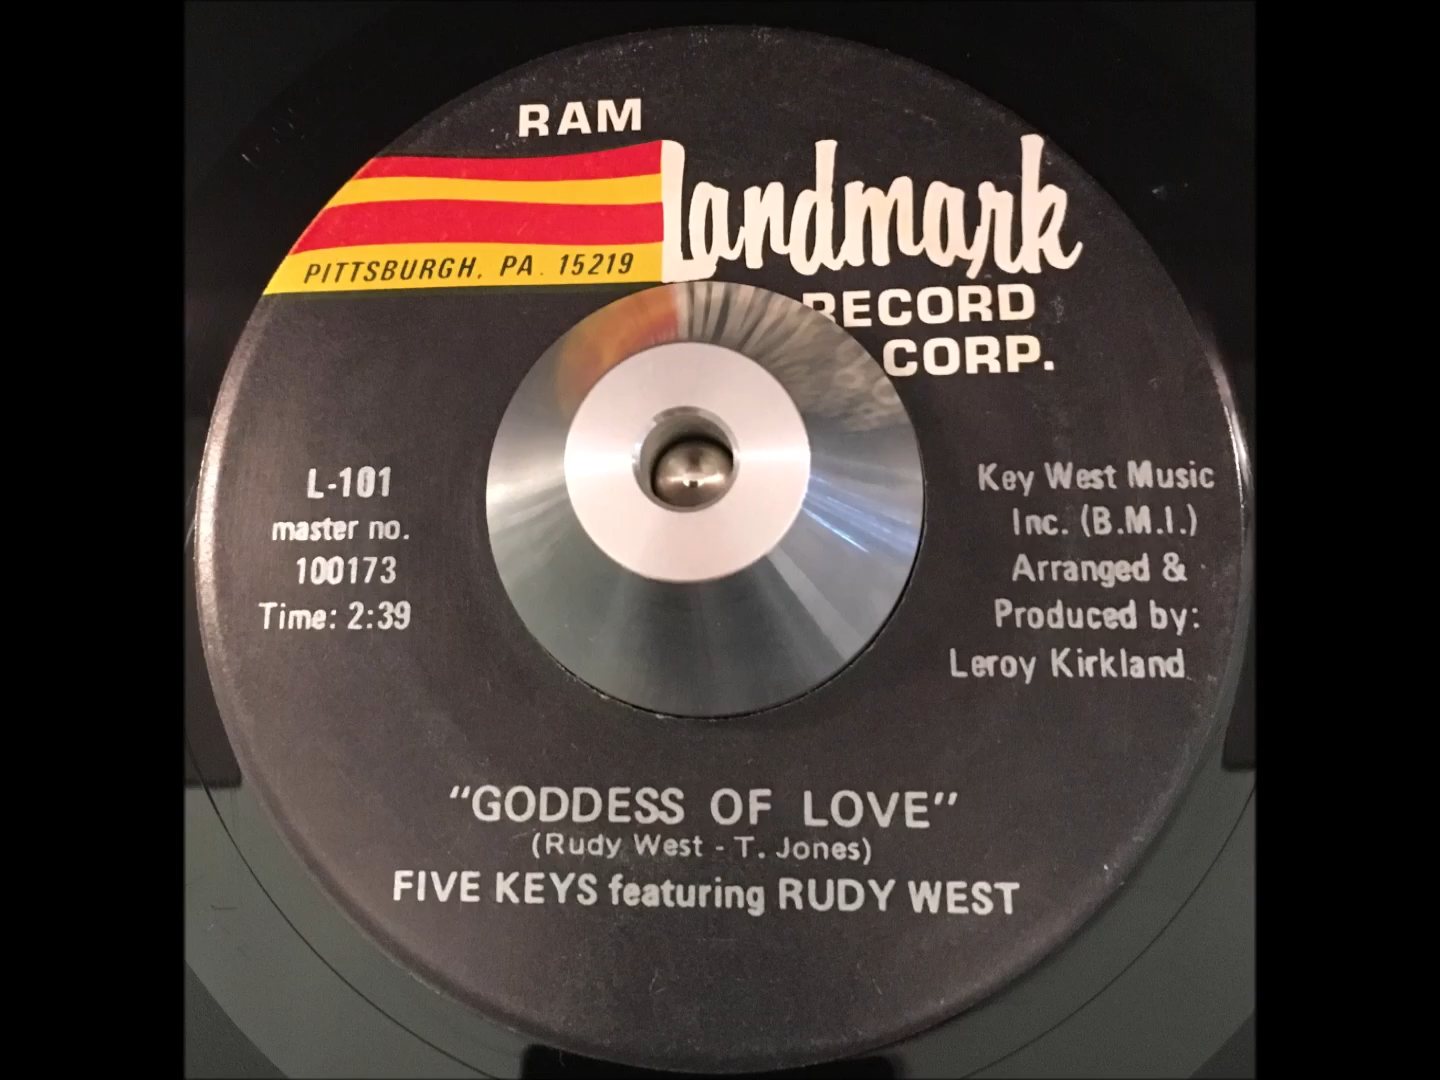 RAM
Landmark
PITTSBURGH, PA. 15219
RECORD
CORP.
L-101
master no.
100173
Time: 2:39
Key West Music
Inc. (B.M.I.)
Arranged &
Produced by:
Leroy Kirkland
"GODDESS OF LOVE"
(Rudy West - T. Jones)
FIVE KEYS featuring RUDY WEST